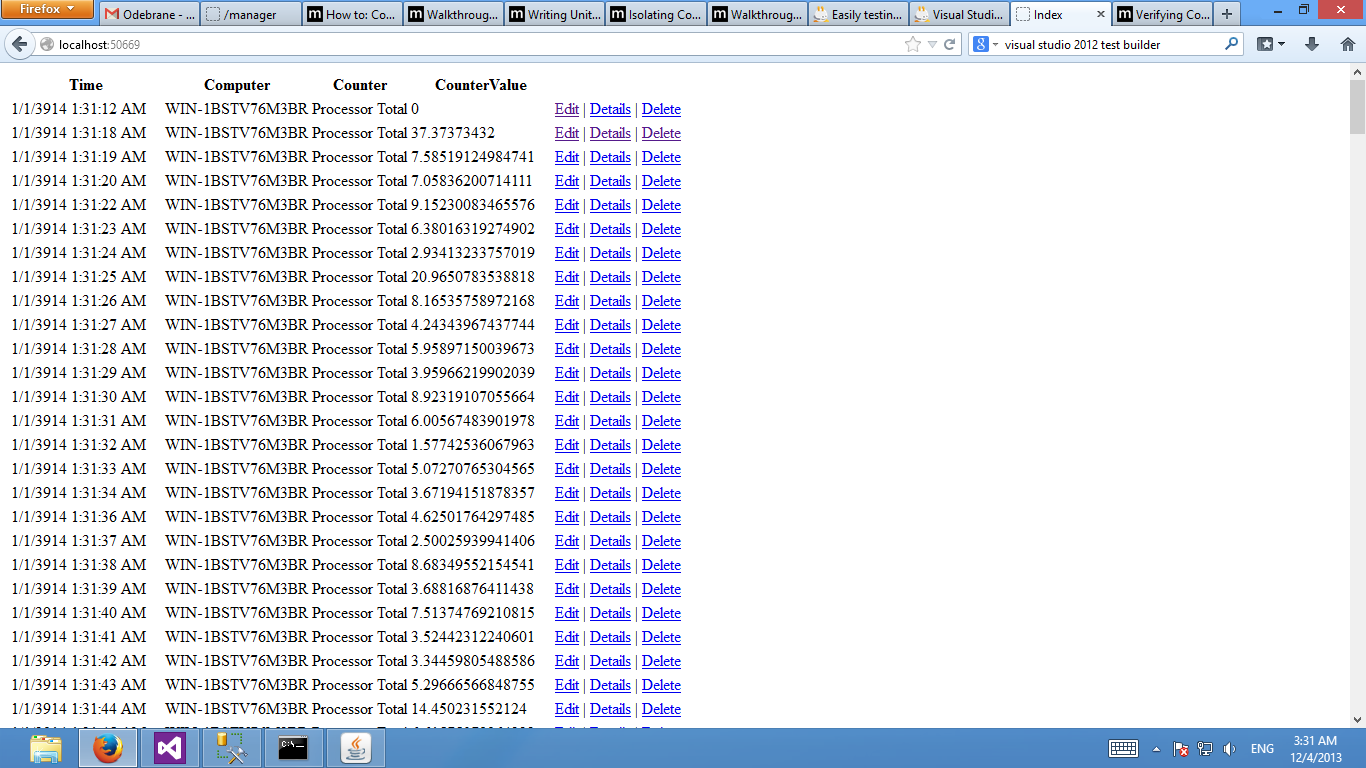 Firefox
Odebrane - ...
/manager
How to: Co...
Walkthroug...
Writing Unit...
Isolating Co...
Walkthroug...
Easily testin...
Visual Studi...
Index
Verifying Co...
localhost:50669
visual studio 2012 test builder
Time Computer Counter CounterValue
1/1/3914 1:31:12 AM WIN-1BSTV76M3BR Processor Total 0 Edit | Details | Delete
1/1/3914 1:31:18 AM WIN-1BSTV76M3BR Processor Total 37.37373432 Edit | Details | Delete
1/1/3914 1:31:19 AM WIN-1BSTV76M3BR Processor Total 7.58519124984741 Edit | Details | Delete
1/1/3914 1:31:20 AM WIN-1BSTV76M3BR Processor Total 7.05836200714111 Edit | Details | Delete
1/1/3914 1:31:22 AM WIN-1BSTV76M3BR Processor Total 9.15230083465576 Edit | Details | Delete
1/1/3914 1:31:23 AM WIN-1BSTV76M3BR Processor Total 6.38016319274902 Edit | Details | Delete
1/1/3914 1:31:24 AM WIN-1BSTV76M3BR Processor Total 2.93413233757019 Edit | Details | Delete
1/1/3914 1:31:25 AM WIN-1BSTV76M3BR Processor Total 20.9650783538818 Edit | Details | Delete
1/1/3914 1:31:26 AM WIN-1BSTV76M3BR Processor Total 8.16535758972168 Edit | Details | Delete
1/1/3914 1:31:27 AM WIN-1BSTV76M3BR Processor Total 4.24343967437744 Edit | Details | Delete
1/1/3914 1:31:28 AM WIN-1BSTV76M3BR Processor Total 5.95897150039673 Edit | Details | Delete
1/1/3914 1:31:29 AM WIN-1BSTV76M3BR Processor Total 3.95966219902039 Edit | Details | Delete
1/1/3914 1:31:30 AM WIN-1BSTV76M3BR Processor Total 8.92319107055664 Edit | Details | Delete
1/1/3914 1:31:31 AM WIN-1BSTV76M3BR Processor Total 6.00567483901978 Edit | Details | Delete
1/1/3914 1:31:32 AM WIN-1BSTV76M3BR Processor Total 1.57742536067963 Edit | Details | Delete
1/1/3914 1:31:33 AM WIN-1BSTV76M3BR Processor Total 5.07270765304565 Edit | Details | Delete
1/1/3914 1:31:34 AM WIN-1BSTV76M3BR Processor Total 3.67194151878357 Edit | Details | Delete
1/1/3914 1:31:36 AM WIN-1BSTV76M3BR Processor Total 4.62501764297485 Edit | Details | Delete
1/1/3914 1:31:37 AM WIN-1BSTV76M3BR Processor Total 2.50025939941406 Edit | Details | Delete
1/1/3914 1:31:38 AM WIN-1BSTV76M3BR Processor Total 8.68349552154541 Edit | Details | Delete
1/1/3914 1:31:39 AM WIN-1BSTV76M3BR Processor Total 3.68816876411438 Edit | Details | Delete
1/1/3914 1:31:40 AM WIN-1BSTV76M3BR Processor Total 7.51374769210815 Edit | Details | Delete
1/1/3914 1:31:41 AM WIN-1BSTV76M3BR Processor Total 3.52442312240601 Edit | Details | Delete
1/1/3914 1:31:42 AM WIN-1BSTV76M3BR Processor Total 3.34459805488586 Edit | Details | Delete
1/1/3914 1:31:43 AM WIN-1BSTV76M3BR Processor Total 5.29666566848755 Edit | Details | Delete
1/1/3914 1:31:44 AM WIN-1BSTV76M3BR Processor Total 14.450231552124 Edit | Details | Delete
ENG
3:31 AM
12/4/2013